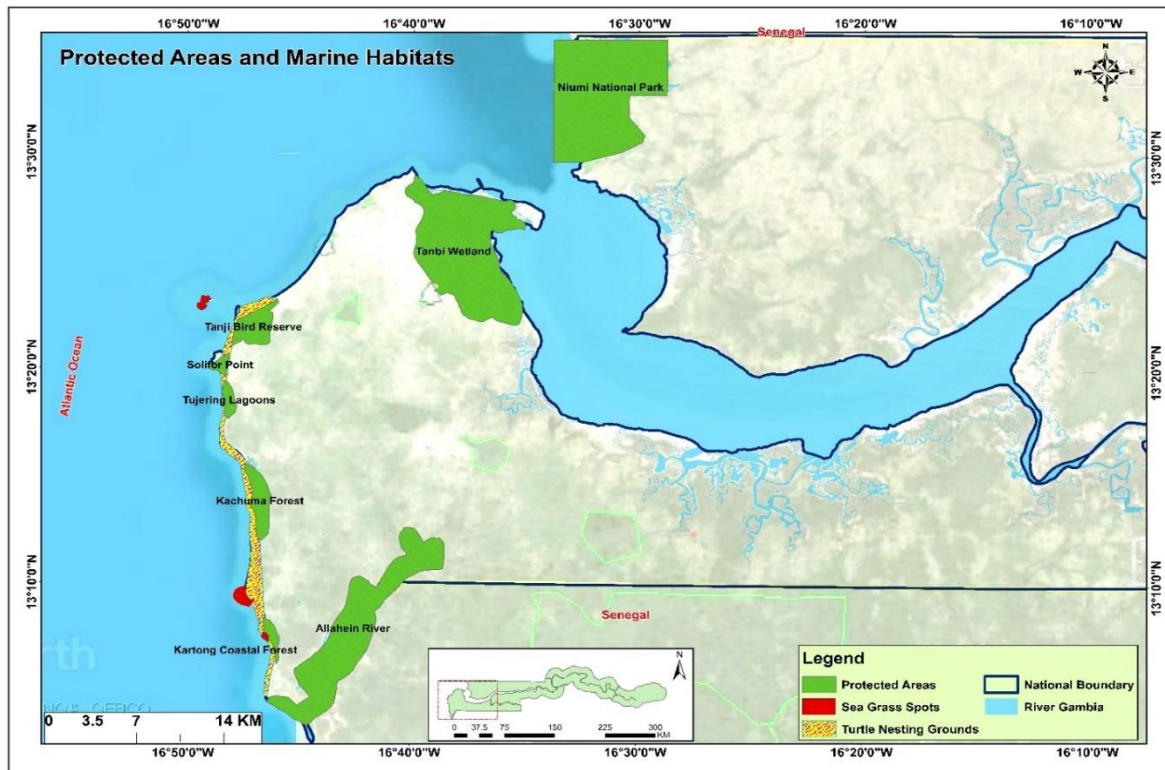 16°50'0"W 16°40'0"W 16°30'0"W 16°20'0"W 16°10'0"W
Senegal
Protected Areas and Marine Habitats
N
W E
S
Niumi National Park
13°30'0"N 13°30'0"N
Tanbi Wetland
Tanji Bird Reserve
Atlantic Ocean
Solifor Point
13°20'0"N 13°20'0"N
Tujering Lagoons
Kachuma Forest
13°10'0"N 13°10'0"N
Senegal
Allahein River
Kartong Coastal Forest
N
Legend
Protected Areas
National Boundary
Sea Grass Spots
River Gambia
Turtle Nesting Grounds
0 3.5 7 14 KM
0 37.5 75 150 225 300
KM
16°50'0"W 16°40'0"W 16°30'0"W 16°20'0"W 16°10'0"W